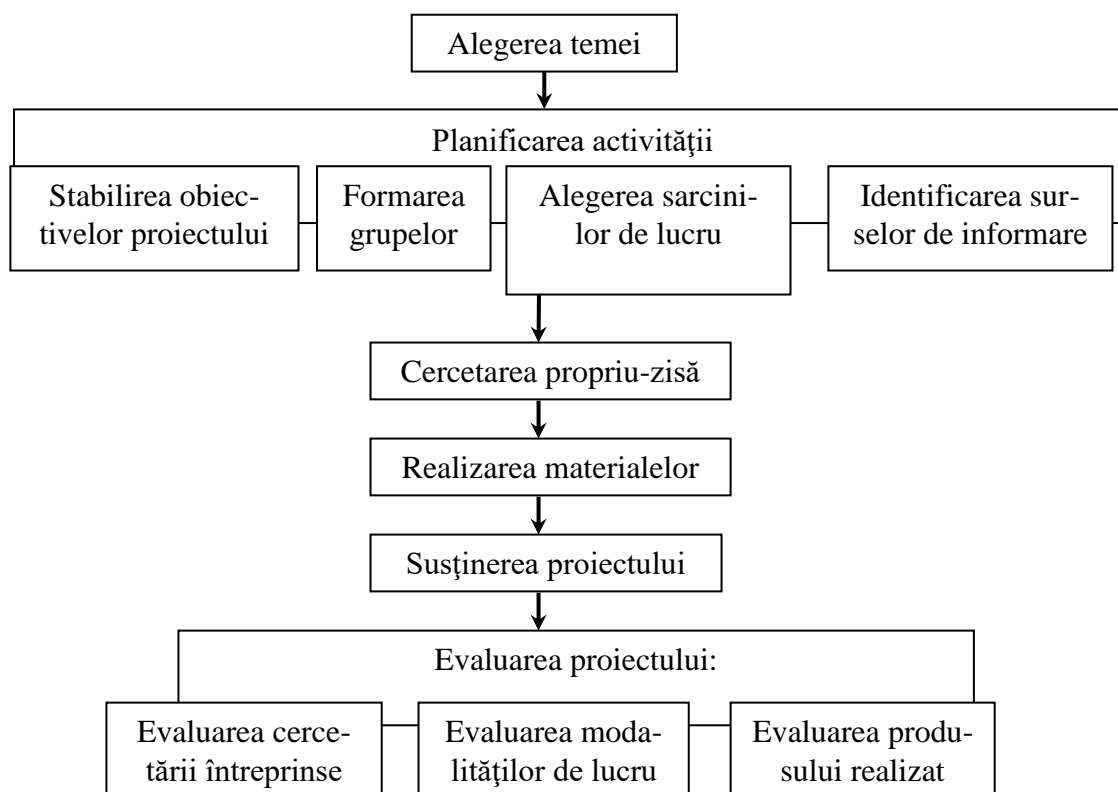 Alegerea temei
Planificarea activităţii
Stabilirea obiec-
tivelor proiectului
Formarea
grupelor
Alegerea sarcini-
lor de lucru
Identificarea sur-
selor de informare
Cercetarea propriu-zisă
Realizarea materialelor
Susţinerea proiectului
Evaluarea proiectului:
Evaluarea cerce-
tării întreprinse
Evaluarea moda-
lităţilor de lucru
Evaluarea produ-
sului realizat